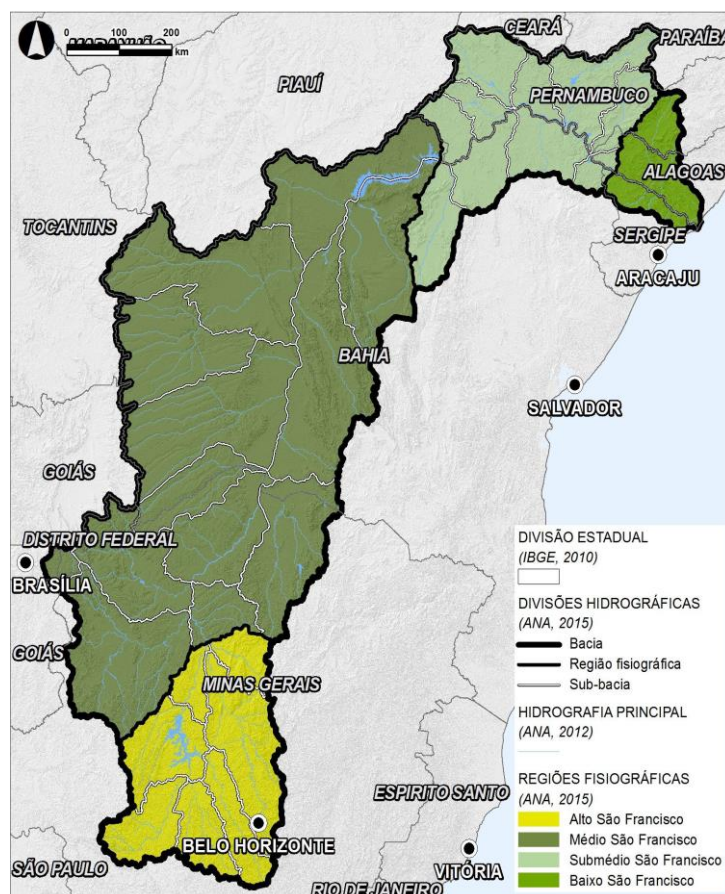 CEARÁ
PARAÍBA
0 100 200
km
MARANHÃO
PIAUÍ
PERNAMBUCO
ALAGOAS
TOCANTINS
SERGIPE
ARACAJU
BAHIA
SALVADOR
GOIÁS
DISTRITO FEDERAL
BRASÍLIA
GOIÁS
MINAS GERAIS
ESPIRITO SANTO
BELO HORIZONTE
VITÓRIA
SÃO PAULO
RIO DE JANEIRO
DIVISÃO ESTADUAL
(IBGE, 2010)
DIVISÕES HIDROGRÁFICAS
(ANA, 2015)
Bacia
Região fisiográfica
Sub-bacia
HIDROGRAFIA PRINCIPAL
(ANA, 2012)
REGIÕES FISIOGRÁFICAS
(ANA, 2015)
Alto São Francisco
Médio São Francisco
Submédio São Francisco
Baixo São Francisco